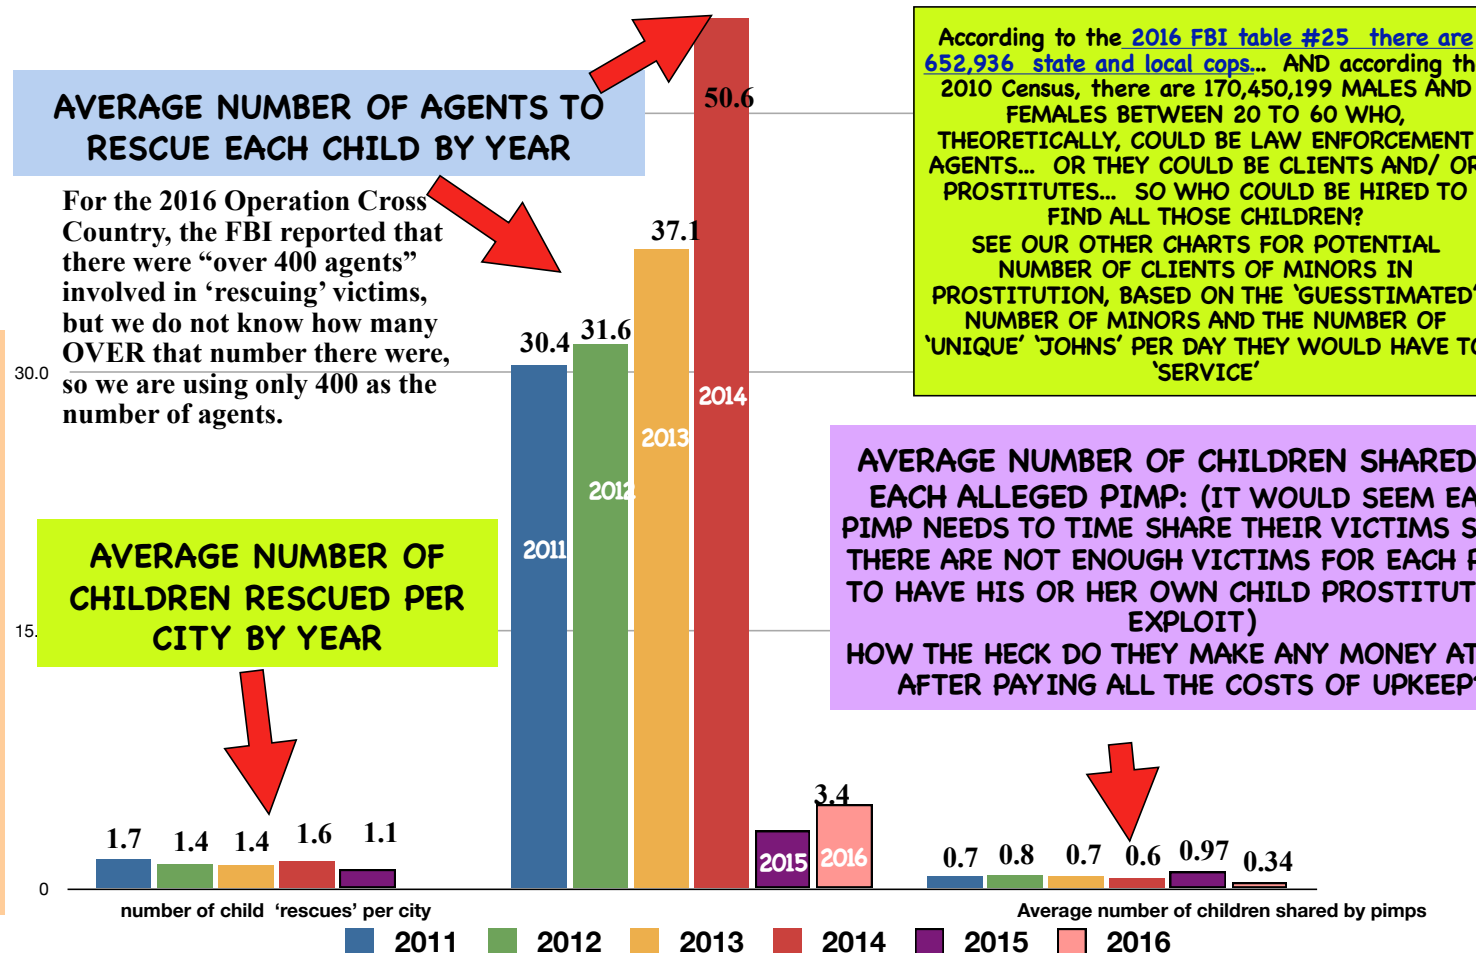 AVERAGE NUMBER OF AGENTS TO
RESCUE EACH CHILD BY YEAR
For the 2016 Operation Cross
Country, the FBI reported that
there were “over 400 agents”
involved in ‘rescuing’ victims,
but we do not know how many
OVER that number there were,
so we are using only 400 as the
number of agents.
According to the 2016 FBI table #25 there are
652,936 state and local cops... AND according th
2010 Census, there are 170,450,199 MALES AND
FEMALES BETWEEN 20 TO 60 WHO,
THEORETICALLY, COULD BE LAW ENFORCEMENT
AGENTS... OR THEY COULD BE CLIENTS AND/ OR
PROSTITUTES... SO WHO COULD BE HIRED TO
FIND ALL THOSE CHILDREN?
SEE OUR OTHER CHARTS FOR POTENTIAL
NUMBER OF CLIENTS OF MINORS IN
PROSTITUTION, BASED ON THE ‘GUESSTIMATED’
NUMBER OF MINORS AND THE NUMBER OF
‘UNIQUE’ ‘JOHNS’ PER DAY THEY WOULD HAVE TO
‘SERVICE’
AVERAGE NUMBER OF CHILDREN SHARED
EACH ALLEGED PIMP: (IT WOULD SEEM EA
PIMP NEEDS TO TIME SHARE THEIR VICTIMS S
THERE ARE NOT ENOUGH VICTIMS FOR EACH P
TO HAVE HIS OR HER OWN CHILD PROSTITUT
EXPLOIT)
HOW THE HECK DO THEY MAKE ANY MONEY AT
AFTER PAYING ALL THE COSTS OF UPKEEP?
AVERAGE NUMBER OF
CHILDREN RESCUED PER
CITY BY YEAR
30.0
15.
0
1.7
1.4
1.4
1.6
1.1
30.4
31.6
37.1
50.6
3.4
2011
2012
2013
2014
2015
2016
0.7
0.8
0.7
0.6
0.97
0.34
number of child ‘rescues’ per city
Average number of children shared by pimps
2011
2012
2013
2014
2015
2016